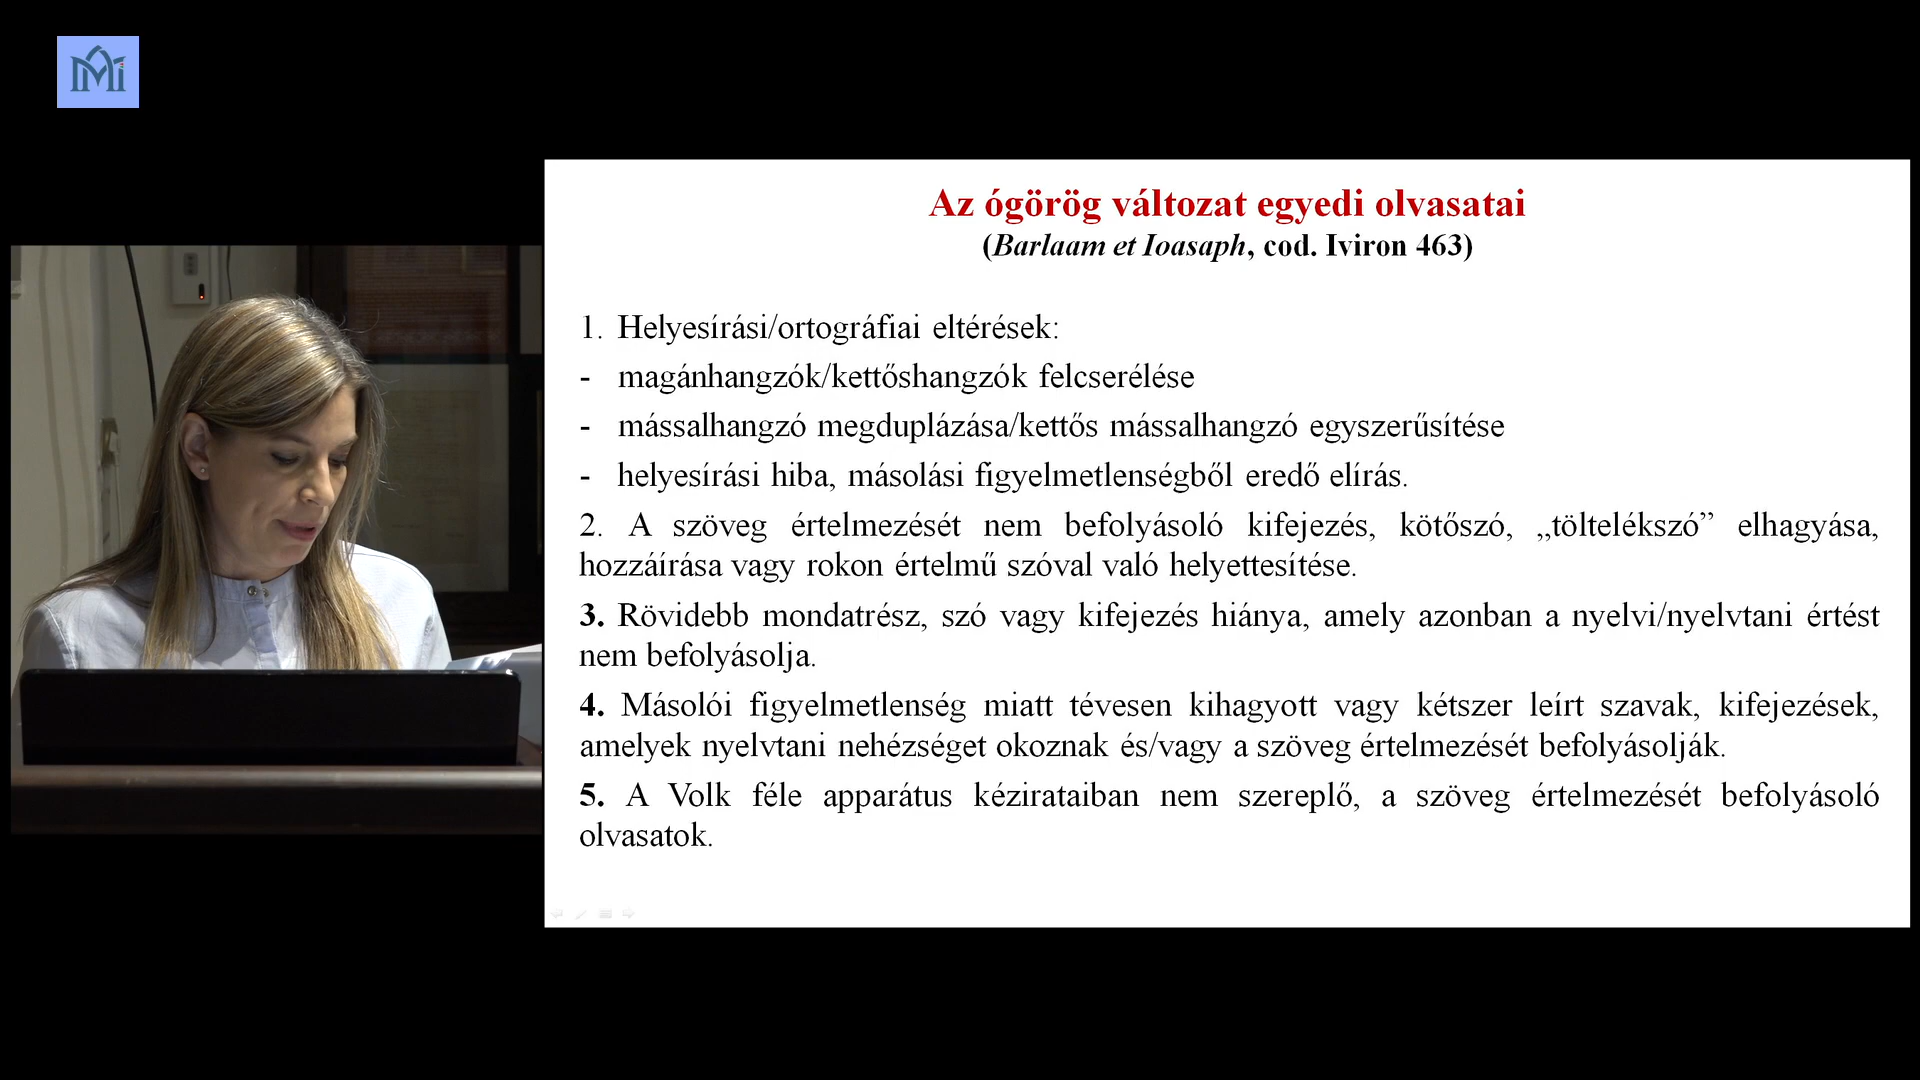 Az ógörög változat egyedi olvasatai
(Barlaam et Ioasaph, cod. Iviron 463)
1. Helyesírási/ortográfiai eltérések:
- magánhangzók/kettőshangzók felcserélése
- mássalhangzó megduplázása/kettős mássalhangzó egyszerűsítése
- helyesírási hiba, másolási figyelmetlenségből eredő elírás.
2. A szöveg értelmezését nem befolyásoló kifejezés, kötőszó, „töltelékszó” elhagyása,
hozzáírása vagy rokon értelmű szóval való helyettesítése.
3. Rövidebb mondatrész, szó vagy kifejezés hiánya, amely azonban a nyelvi/nyelvtani értést
nem befolyásolja.
4. Másolói figyelmetlenség miatt tévesen kihagyott vagy kétszer leírt szavak, kifejezések,
amelyek nyelvtani nehézséget okoznak és/vagy a szöveg értelmezését befolyásolják.
5. A Volk féle apparátus kézirataiban nem szereplő, a szöveg értelmezését befolyásoló
olvasatok.